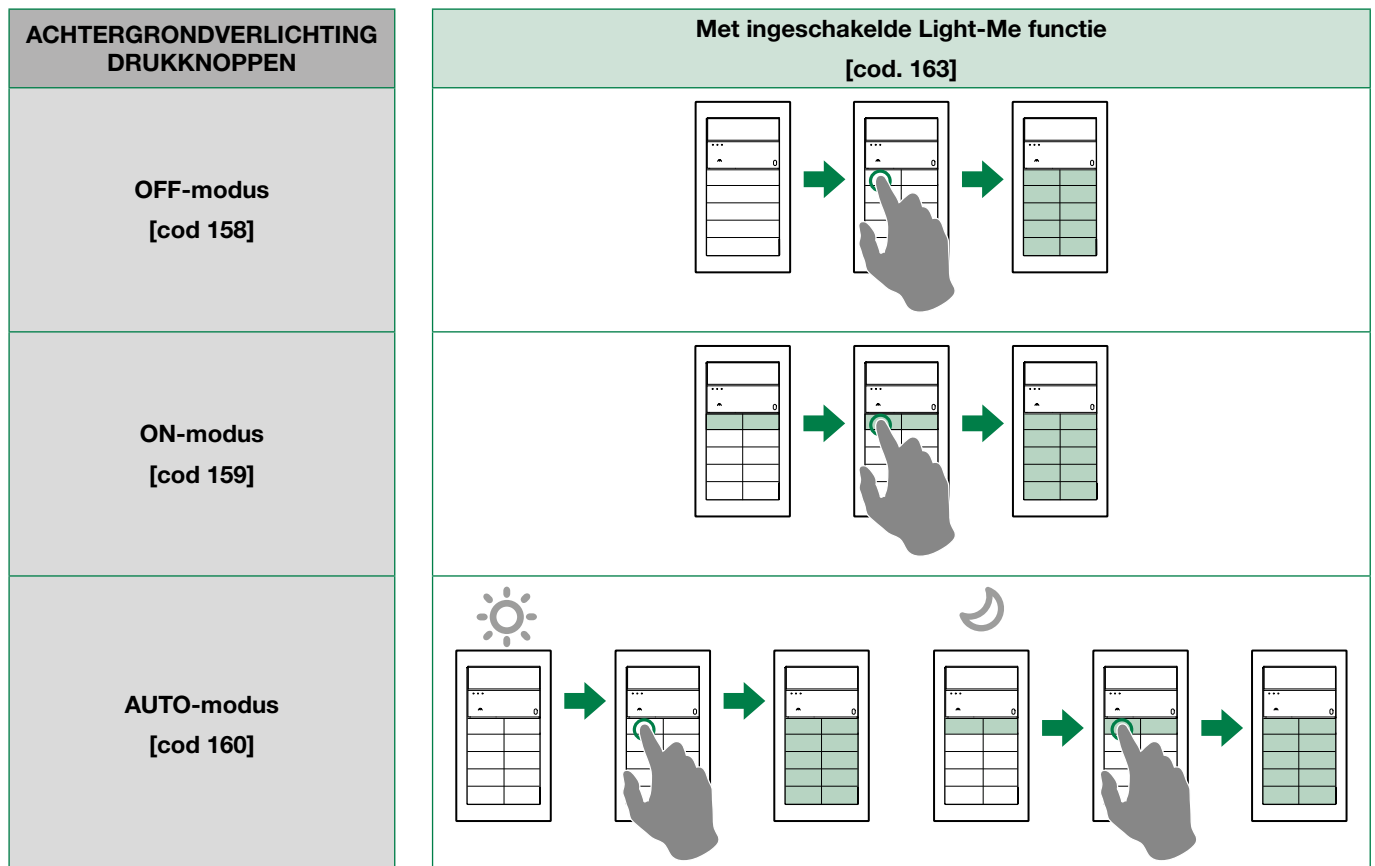 ACHTERGRONDVERLICHTING
DRUKKNOPPEN
Met ingeschakelde Light-Me functie
[cod. 163]
OFF-modus
[cod 158]
ON-modus
[cod 159]
AUTO-modus
[cod 160]